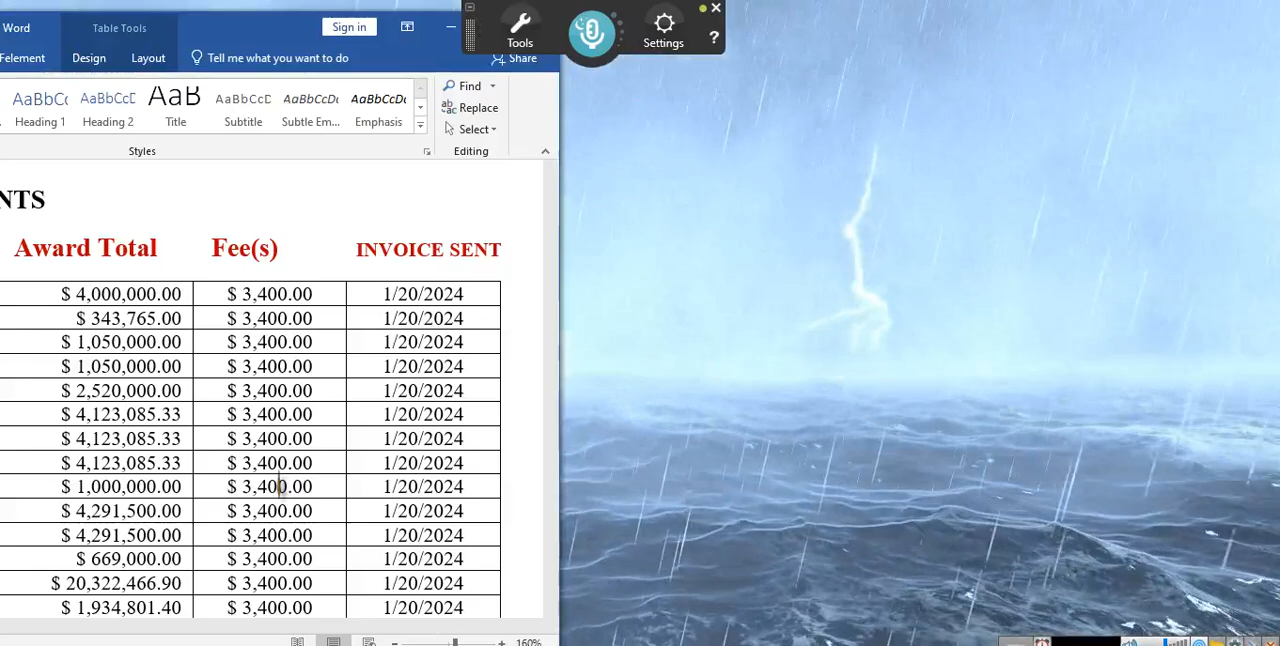 Word Table Tools Sign in
Tools Settings ?
Felement Design Layout Tell me what you want to do Share
AaBbCc AaBbCcD AaB AaBbCcD AaBbCcDc AaBbCcDc Find
Heading 1 Heading 2 Title Subtitle Subtle Em... Emphasis Replace
Select
Styles Editing
NTS
Award Total Fee(s) INVOICE SENT
$ 4,000,000.00 $ 3,400.00 1/20/2024
$ 343,765.00 $ 3,400.00 1/20/2024
$ 1,050,000.00 $ 3,400.00 1/20/2024
$ 1,050,000.00 $ 3,400.00 1/20/2024
$ 2,520,000.00 $ 3,400.00 1/20/2024
$ 4,123,085.33 $ 3,400.00 1/20/2024
$ 4,123,085.33 $ 3,400.00 1/20/2024
$ 4,123,085.33 $ 3,400.00 1/20/2024
$ 1,000,000.00 $ 3,400.00 1/20/2024
$ 4,291,500.00 $ 3,400.00 1/20/2024
$ 4,291,500.00 $ 3,400.00 1/20/2024
$ 669,000.00 $ 3,400.00 1/20/2024
$ 20,322,466.90 $ 3,400.00 1/20/2024
$ 1,934,801.40 $ 3,400.00 1/20/2024
160%